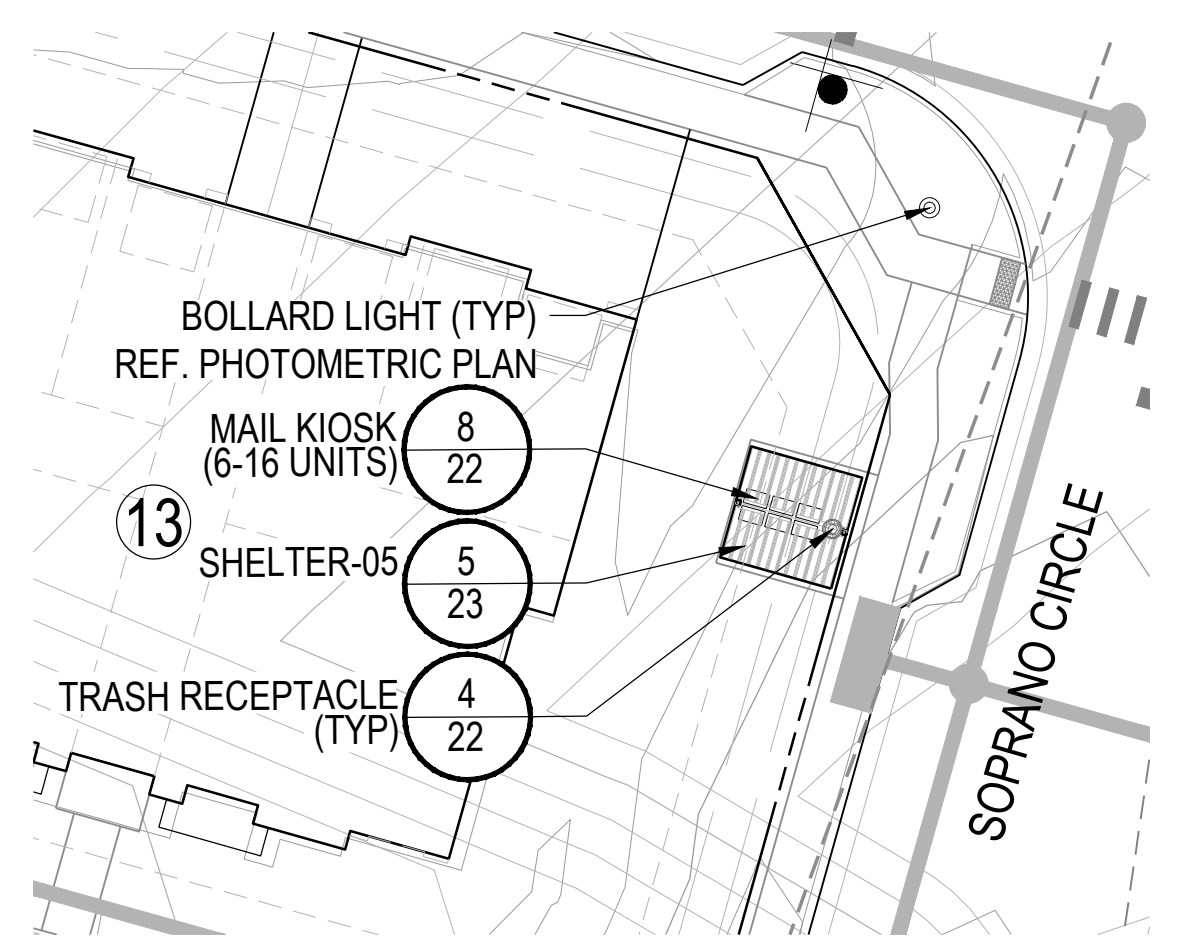 BOLLARD LIGHT (TYP)
REF. PHOTOMETRIC PLAN
MAIL KIOSK
(6-16 UNITS)
8
22
13
SHELTER-05
5
23
TRASH RECEPTACLE
(TYP)
4
22
SOPRANO CIRCLE